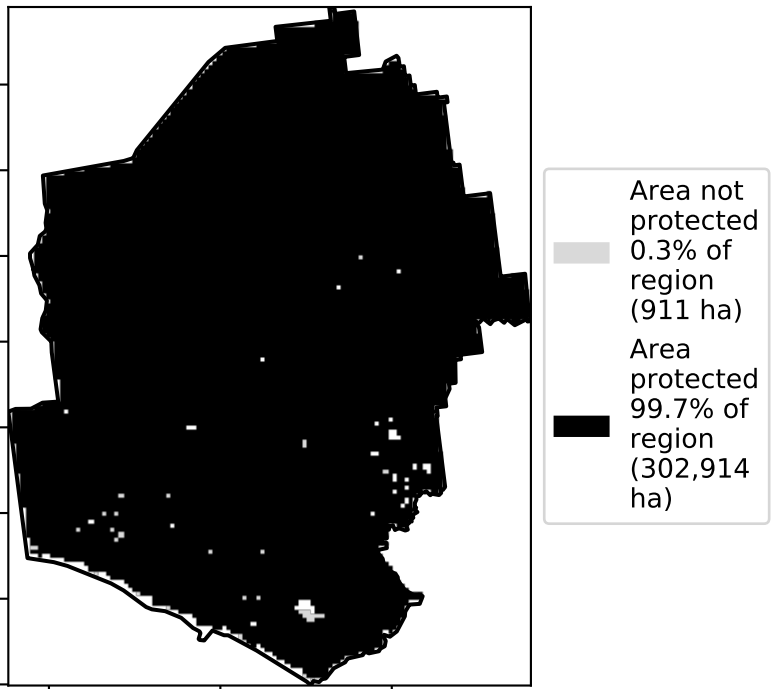 Area not
protected
0.3% of
region
(911 ha)
Area
protected
99.7% of
region
(302,914
ha)